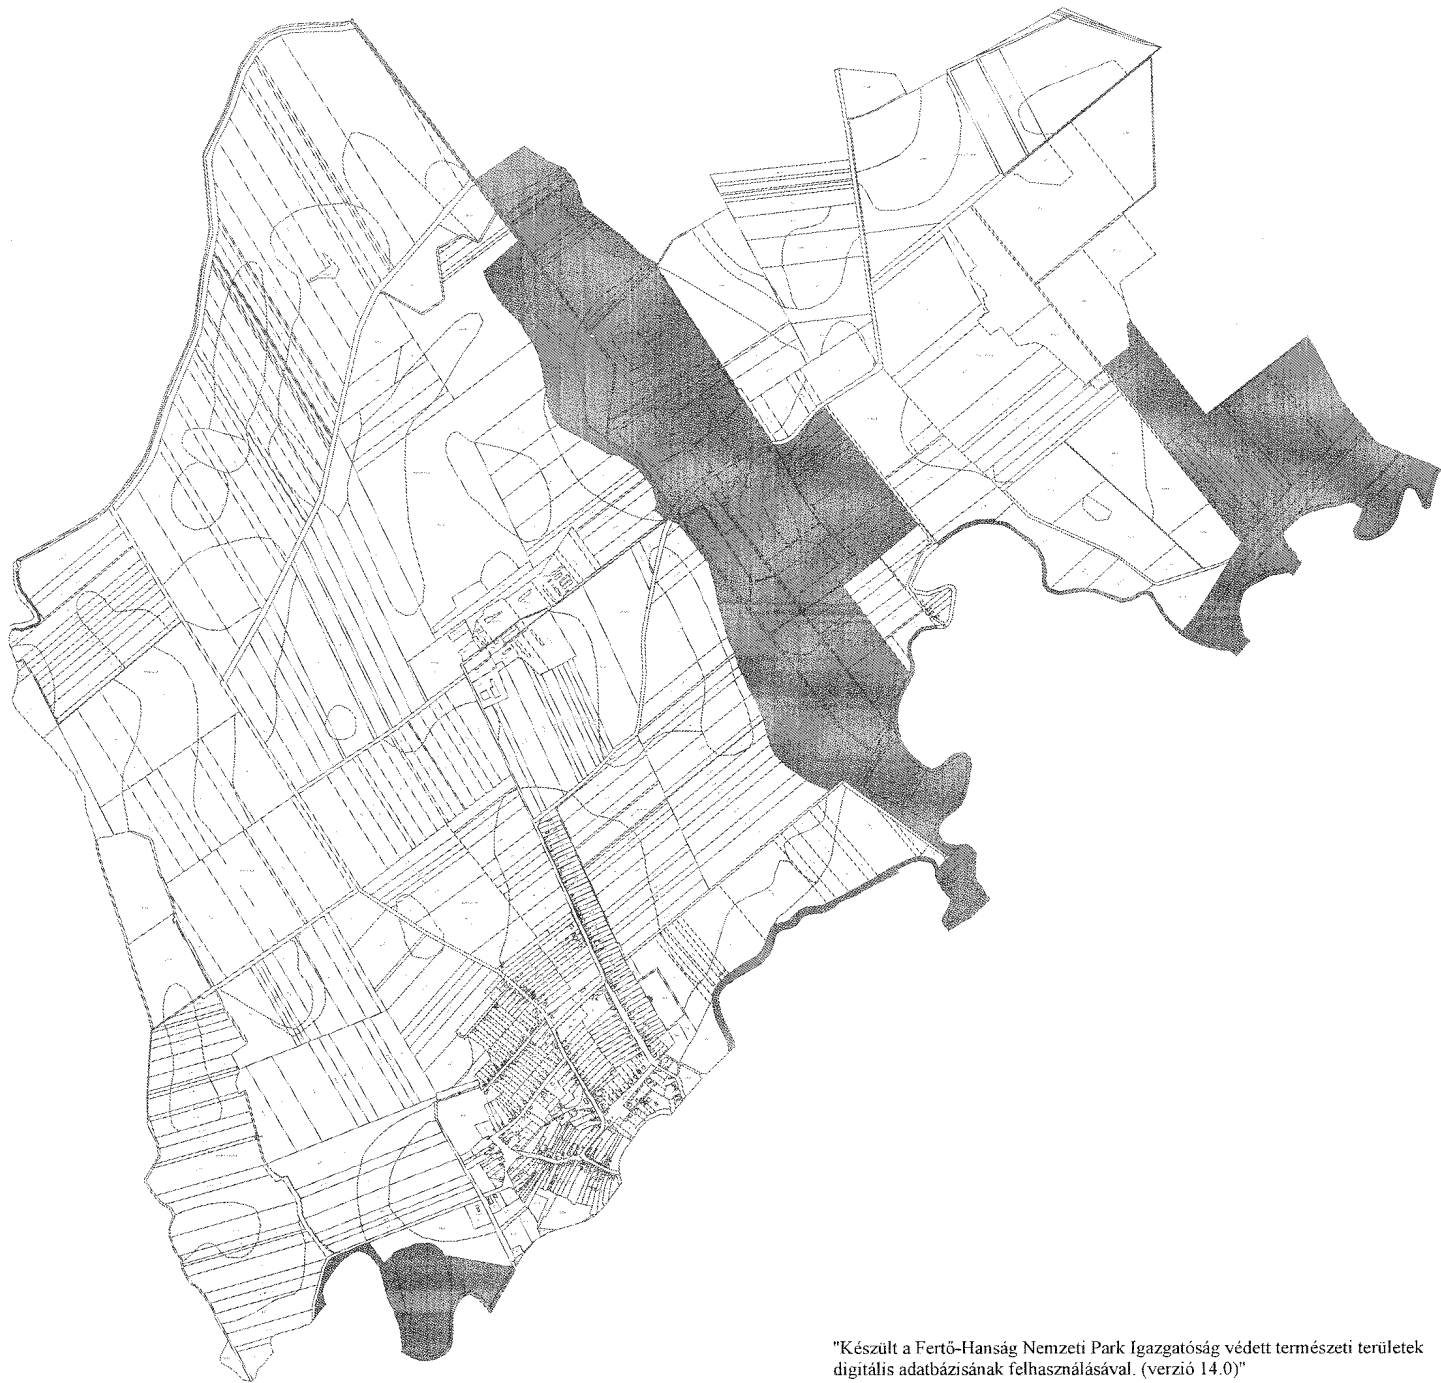 "Készült a Fertő-Hanság Nemzeti Park Igazgatóság védett természeti területek
digitális adatbázisának felhasználásával. (verzió 14.0)"